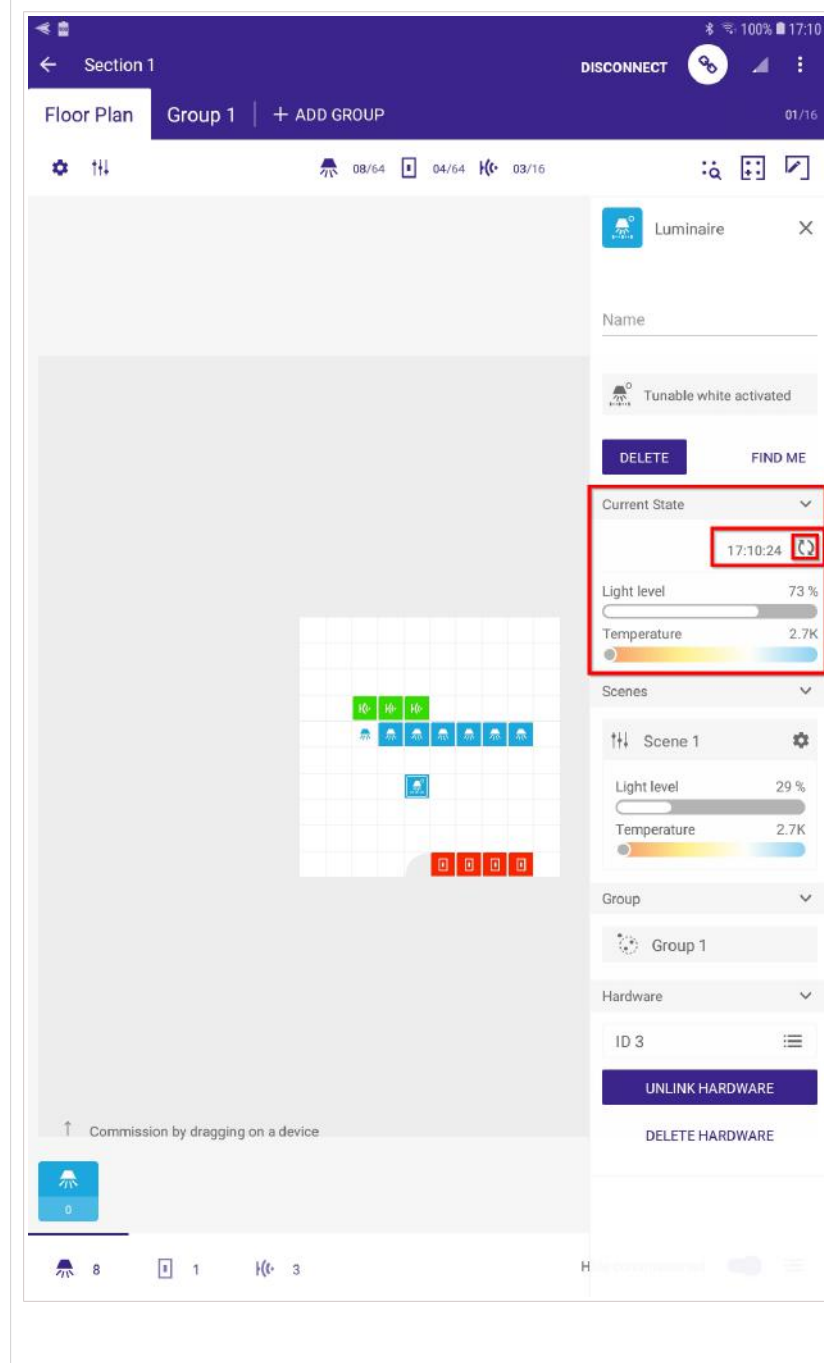 100% 17:10
Section 1 DISCONNECT
Floor Plan Group 1 + ADD GROUP 01/16
08/64 04/64 03/16
Luminaire
Name
Tunable white activated
DELETE FIND ME
Current State
17:10:24
Light level 73 %
Temperature 2.7K
Scenes
Scene 1
Light level 29 %
Temperature 2.7K
Group
Group 1
Hardware
ID 3
UNLINK HARDWARE
DELETE HARDWARE
Commission by dragging on a device
0
8 1 3 H